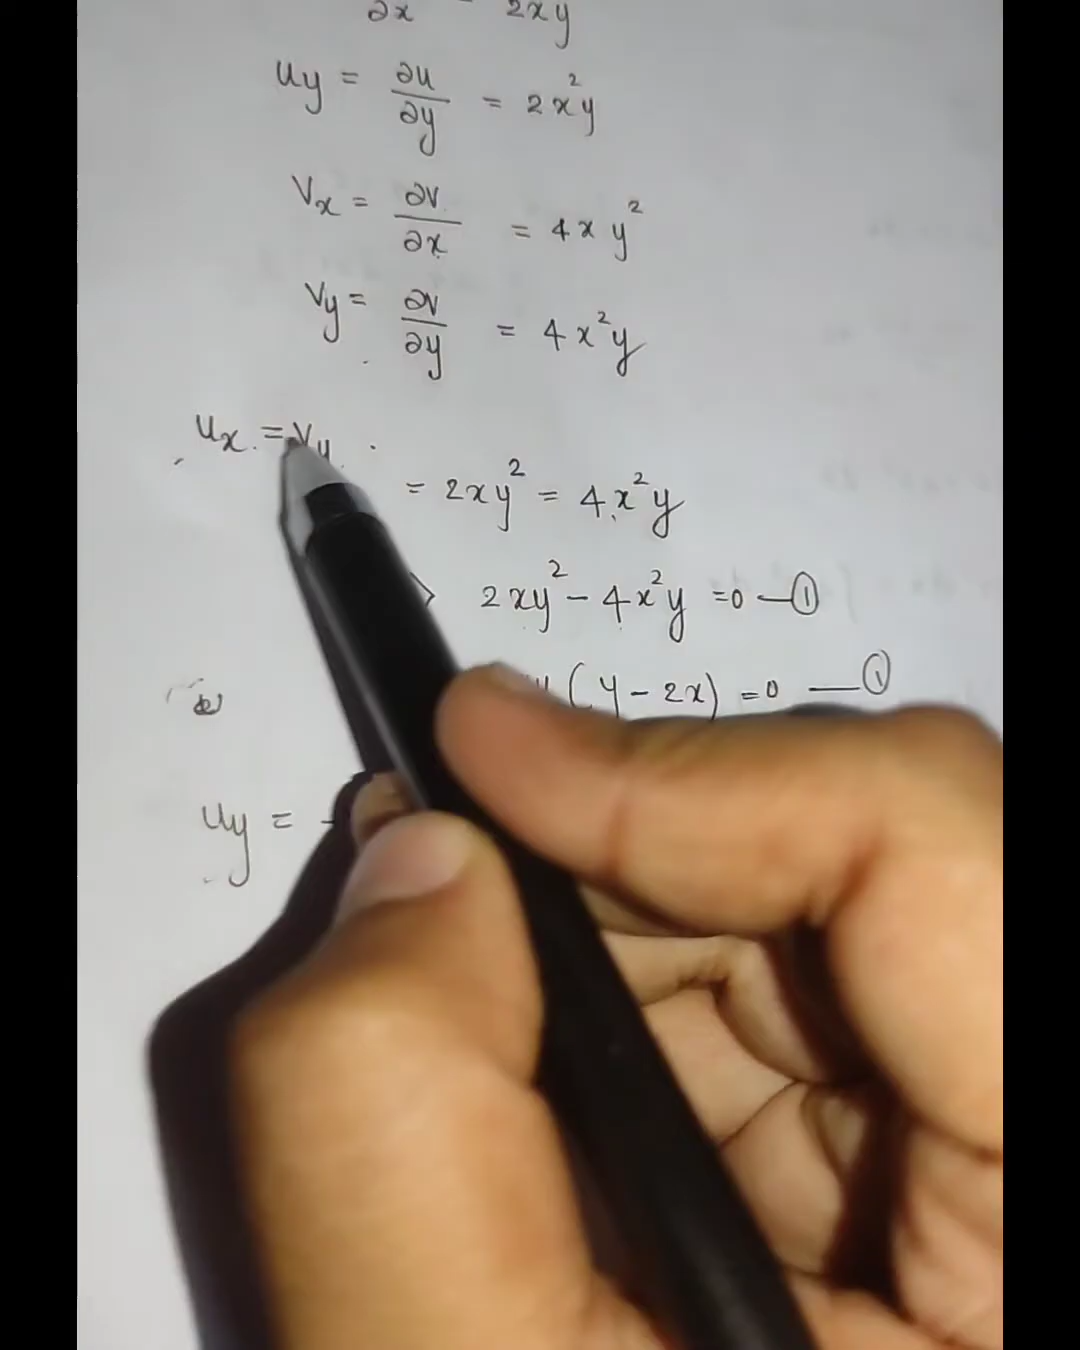 ∂x 2xy
uy = ∂u/∂y = 2x²y
Vx = ∂v/∂x = 4xy²
Vy = ∂v/∂y = 4x²y
ux = Vy
= 2xy² = 4x²y
2xy² - 4x²y = 0 — ①
(y - 2x) = 0 — ①
uy = -